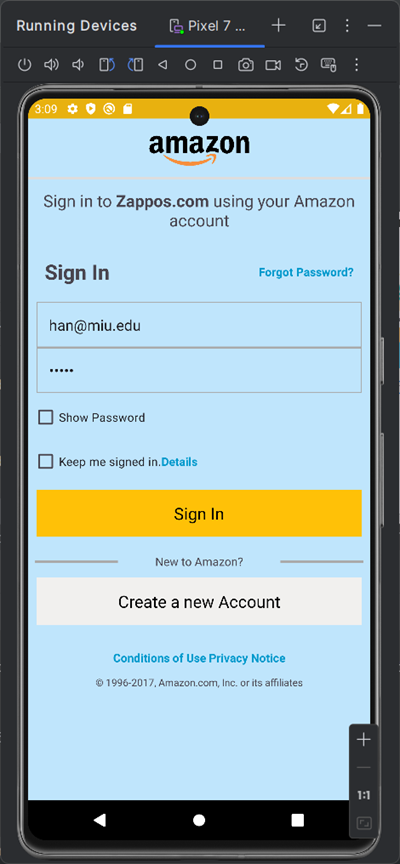 Running Devices
Pixel 7 ...
3:09
amazon
Sign in to Zappos.com using your Amazon
account
Sign In
Forgot Password?
han@miu.edu
•••••
Show Password
Keep me signed in.Details
Sign In
New to Amazon?
Create a new Account
Conditions of Use Privacy Notice
© 1996-2017, Amazon.com, Inc. or its affiliates
1:1